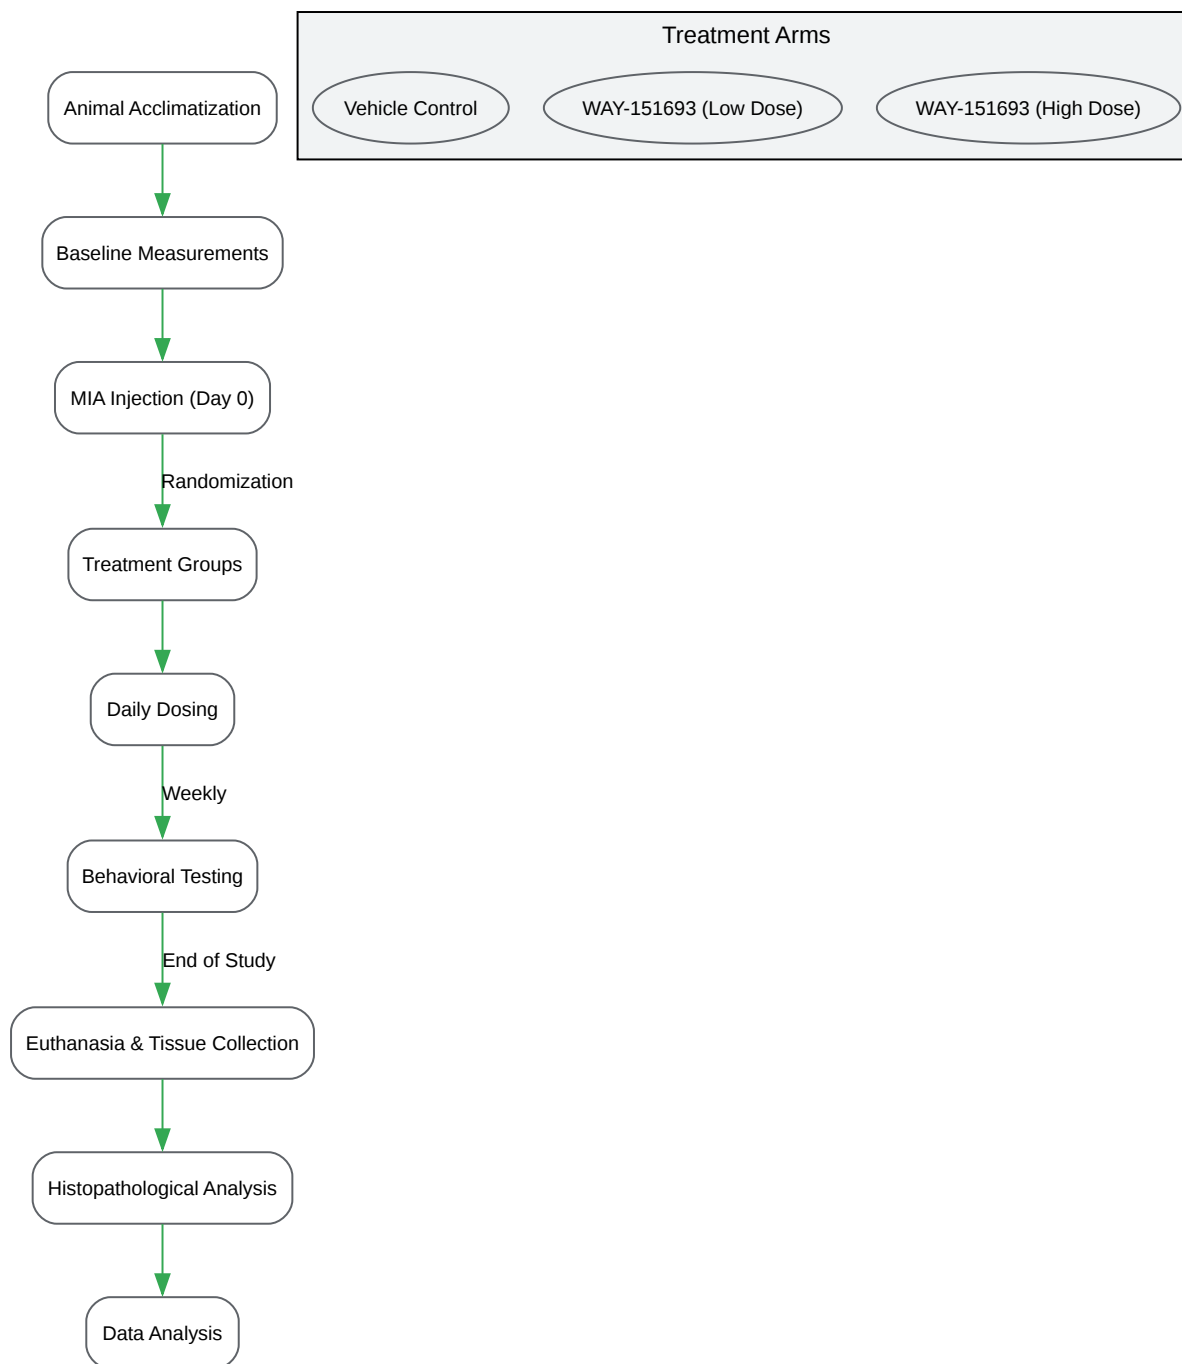 Treatment Arms
Animal Acclimatization
Vehicle Control
WAY-151693 (Low Dose)
WAY-151693 (High Dose)
Baseline Measurements
MIA Injection (Day 0)
Randomization
Treatment Groups
Daily Dosing
Weekly
Behavioral Testing
End of Study
Euthanasia & Tissue Collection
Histopathological Analysis
Data Analysis